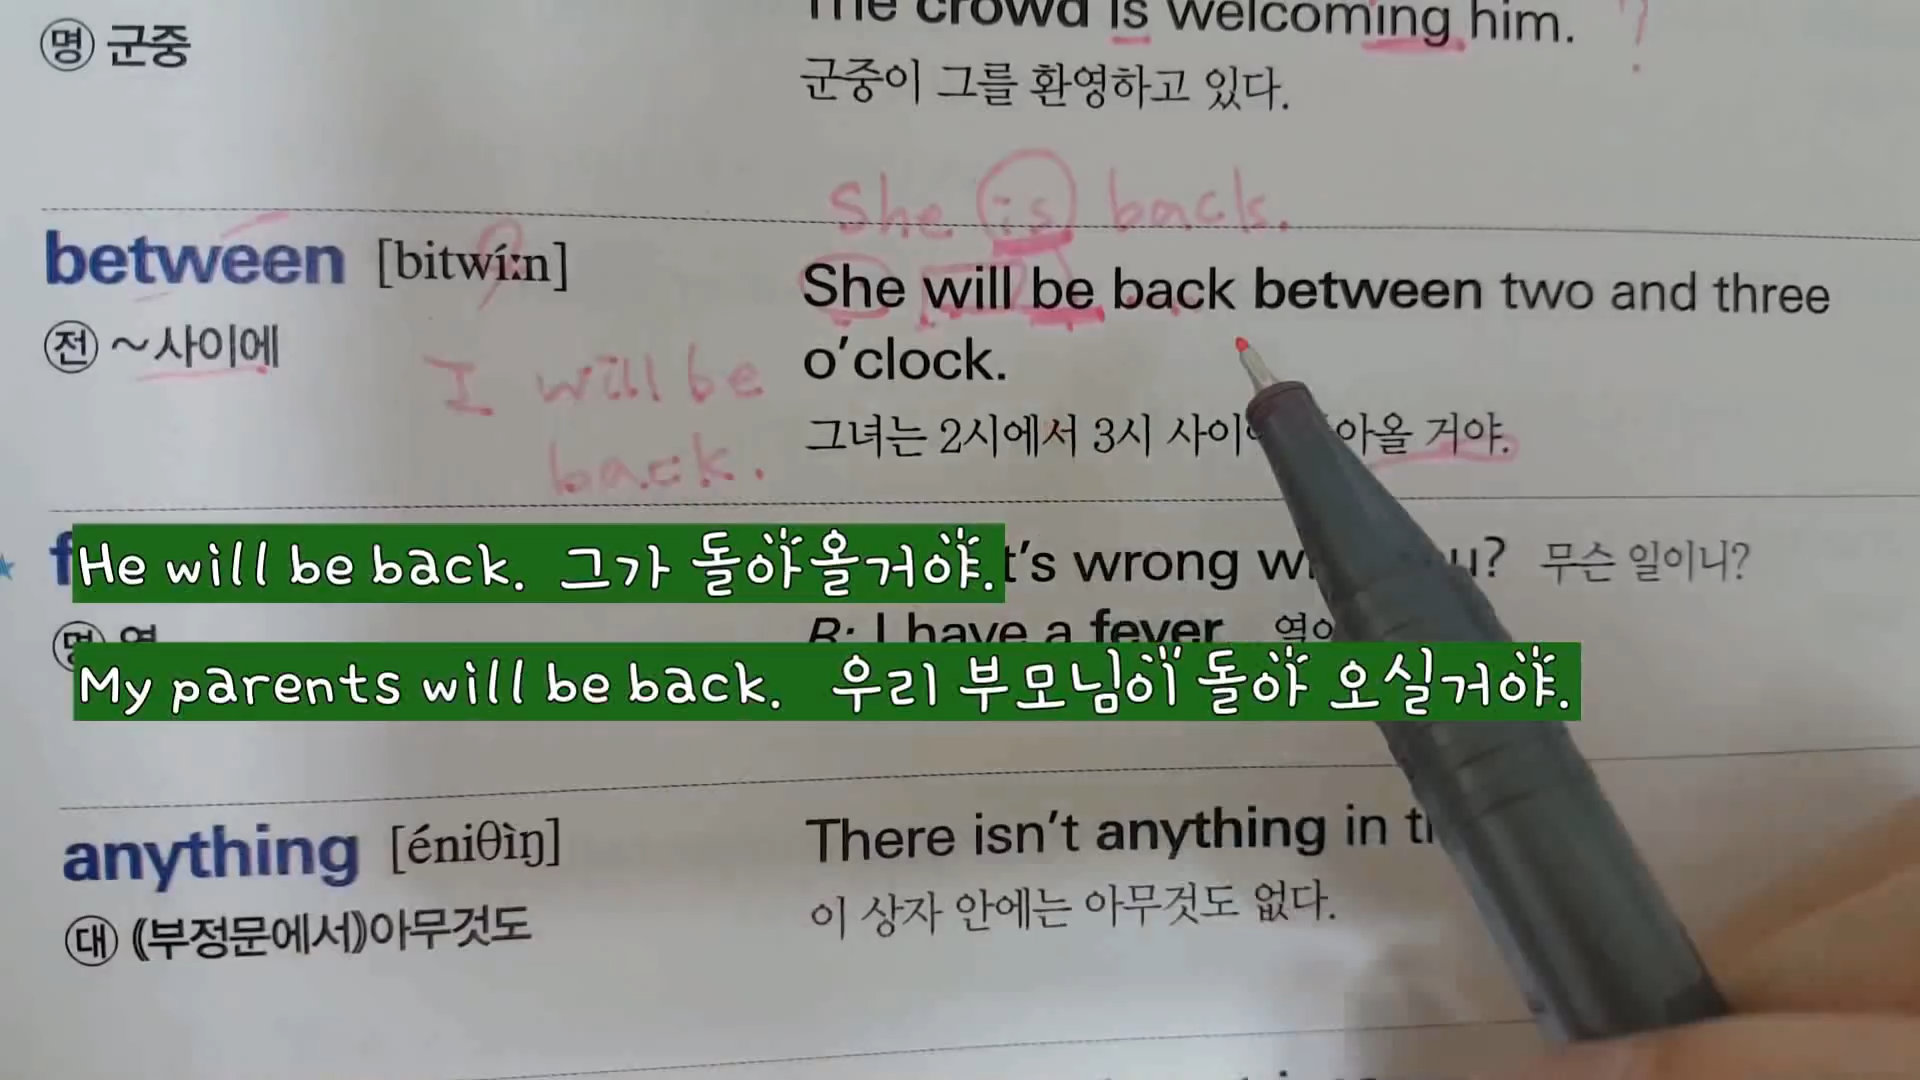 The crowd is welcoming him. ?
명 군중
군중이 그를 환영하고 있다.
She is back.
between [bitwíːn]
She will be back between two and three
o’clock.
전 ~사이에
I will be
back.
그녀는 2시에서 3시 사이 아올 거야.
He will be back. 그가 돌아올거야.
t’s wrong wi u? 무슨 일이니?
명 열
R: I have a fever. 열
My parents will be back. 우리 부모님이 돌아 오실거야.
anything [éniθìŋ]
There isn’t anything in
대 ((부정문에서))아무것도
이 상자 안에는 아무것도 없다.